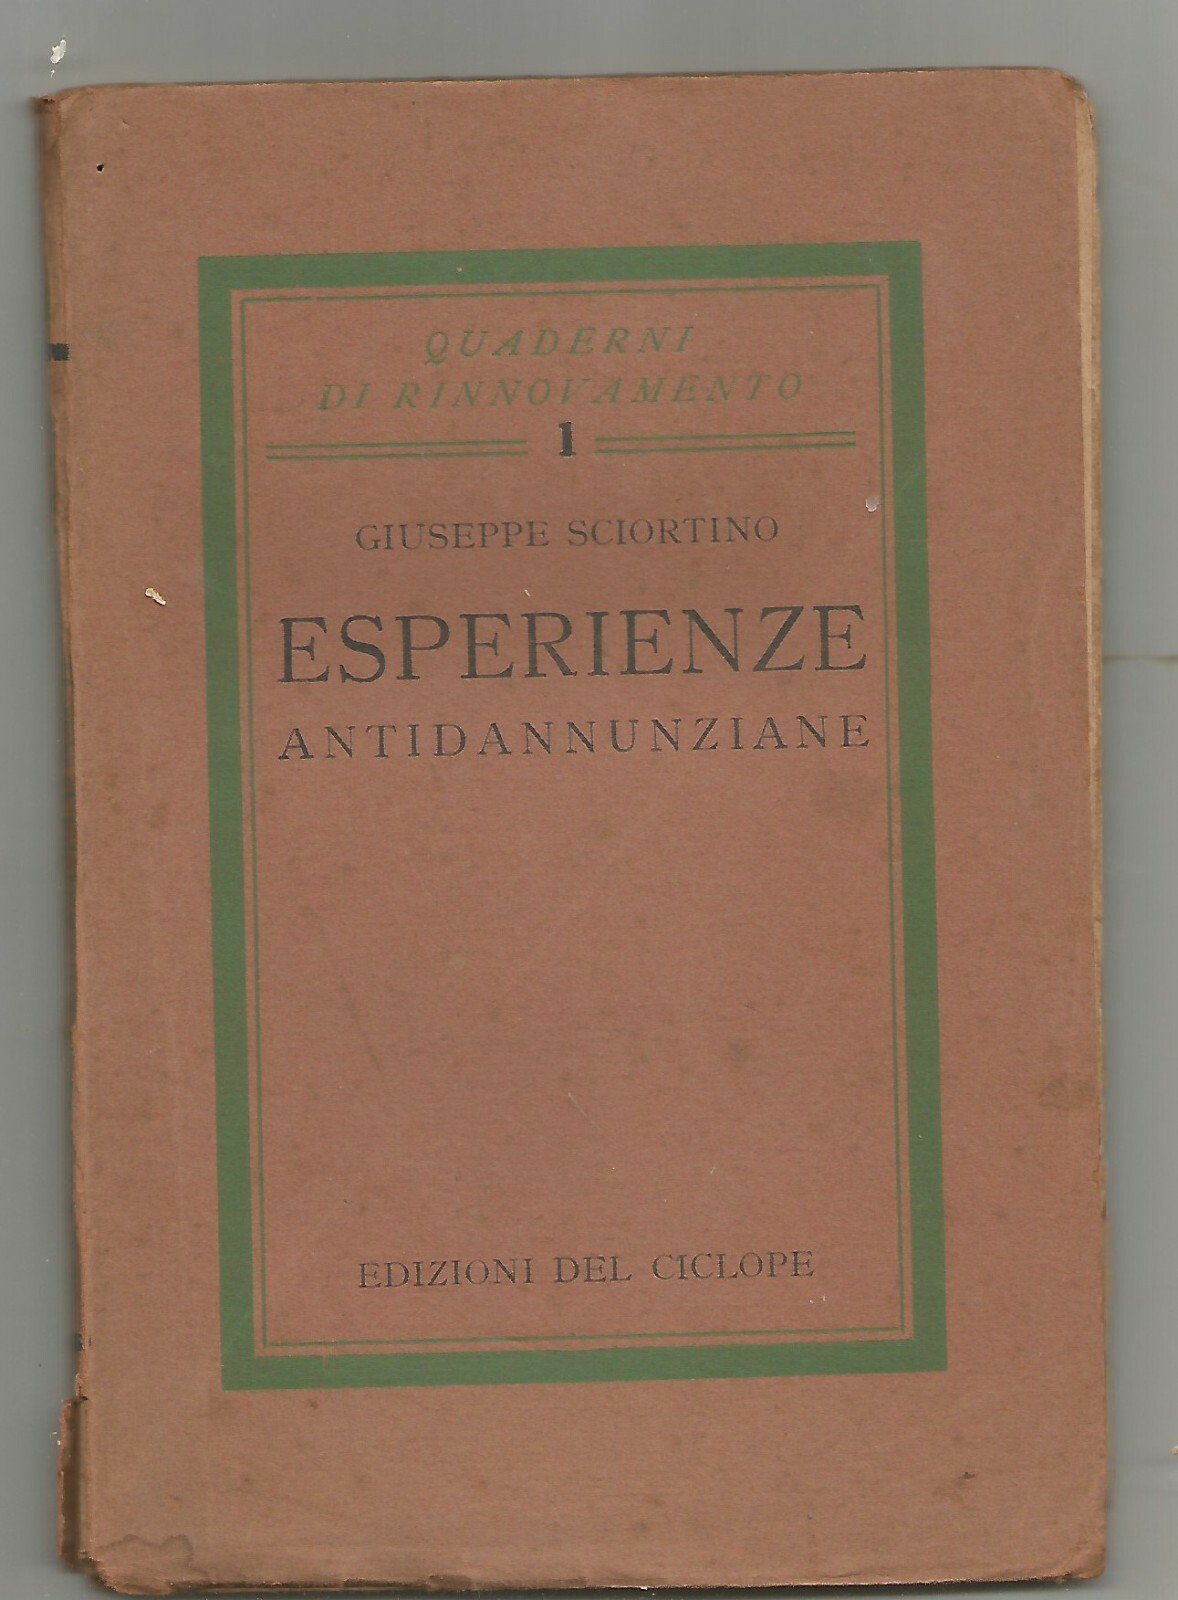 QUADERNI
DI RINNOVAMENTO
1
GIUSEPPE SCIORTINO
ESPERIENZE
ANTIDANNUNZIANE
EDIZIONI DEL CICLOPE